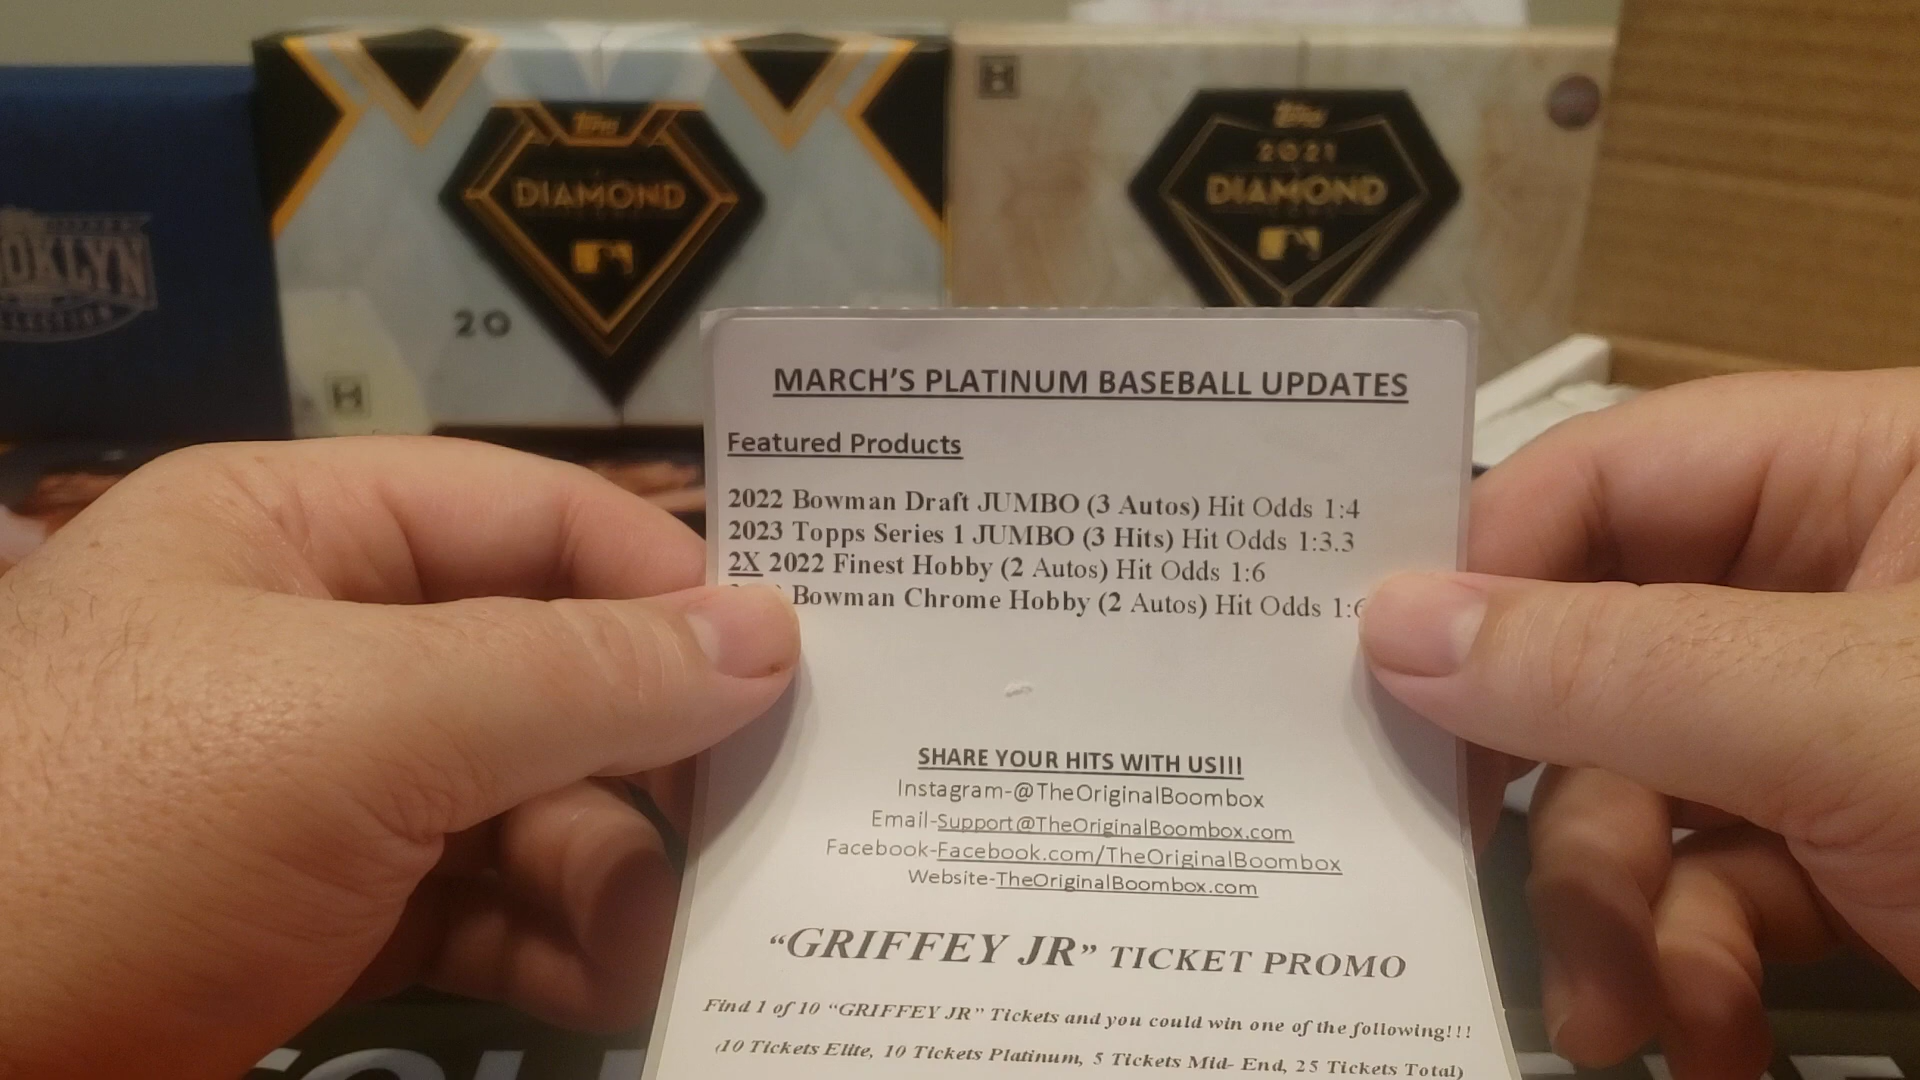 Topps
DIAMOND
20
H
H
Topps
2021
DIAMOND
OKLYN
MARCH'S PLATINUM BASEBALL UPDATES
Featured Products
2022 Bowman Draft JUMBO (3 Autos) Hit Odds 1:4
2023 Topps Series 1 JUMBO (3 Hits) Hit Odds 1:3.3
2X 2022 Finest Hobby (2 Autos) Hit Odds 1:6
Bowman Chrome Hobby (2 Autos) Hit Odds 1:6
SHARE YOUR HITS WITH US!!!
Instagram-@TheOriginalBoombox
Email-Support@TheOriginalBoombox.com
Facebook-Facebook.com/TheOriginalBoombox
Website-TheOriginalBoombox.com
“GRIFFEY JR” TICKET PROMO
Find 1 of 10 “GRIFFEY JR” Tickets and you could win one of the following!!!
(10 Tickets Elite, 10 Tickets Platinum, 5 Tickets Mid- End, 25 Tickets Total)